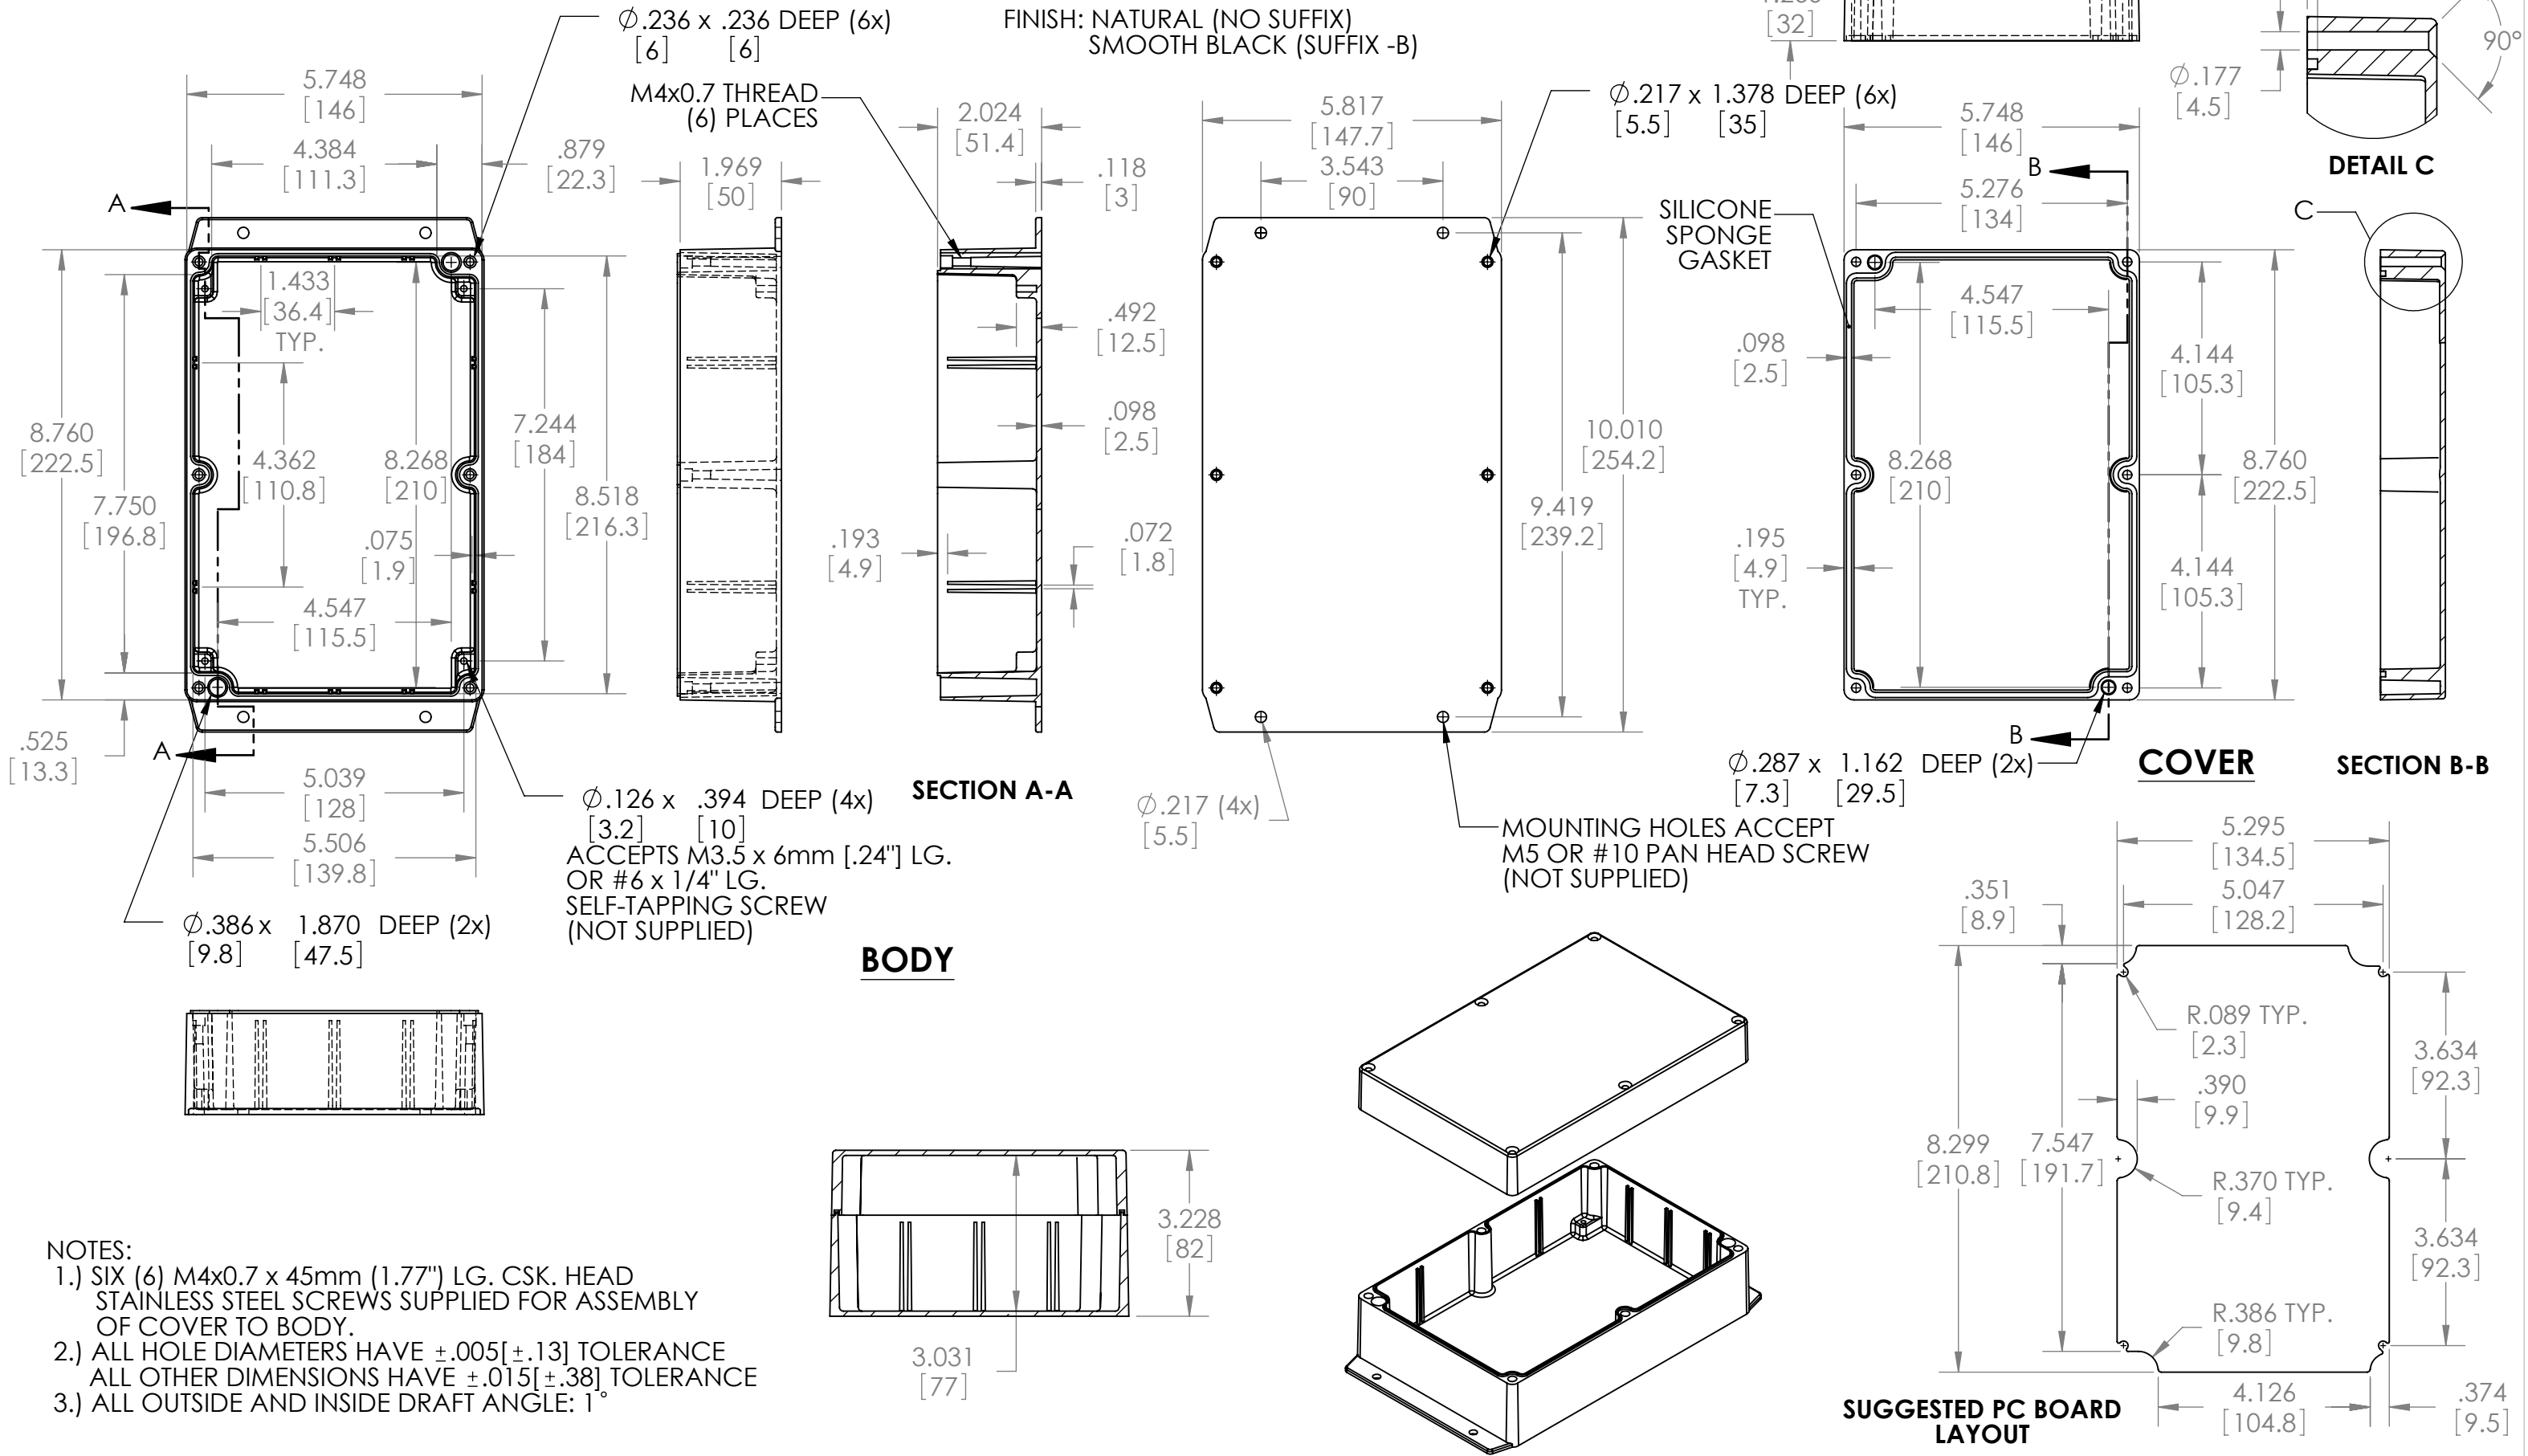 Ø.236 x .236 DEEP (6x)
[6] [6]
FINISH: NATURAL (NO SUFFIX)
SMOOTH BLACK (SUFFIX -B)
[32]
90°
Ø.177
[4.5]
DETAIL C
5.748
[146]
4.384
[111.3]
.879
[22.3]
M4x0.7 THREAD
(6) PLACES
1.969
[50]
2.024
[51.4]
.118
[3]
5.817
[147.7]
3.543
[90]
Ø.217 x 1.378 DEEP (6x)
[5.5] [35]
5.748
[146]
B
5.276
[134]
SILICONE
SPONGE
GASKET
C
A
1.433
[36.4]
TYP.
8.760
[222.5]
7.750
[196.8]
4.362
[110.8]
8.268
[210]
7.244
[184]
8.518
[216.3]
.075
[1.9]
4.547
[115.5]
.525
[13.3]
A
5.039
[128]
5.506
[139.8]
Ø.386 x 1.870 DEEP (2x)
[9.8] [47.5]
Ø.126 x .394 DEEP (4x)
[3.2] [10]
ACCEPTS M3.5 x 6mm [.24"] LG.
OR #6 x 1/4" LG.
SELF-TAPPING SCREW
(NOT SUPPLIED)
.492
[12.5]
.098
[2.5]
.193
[4.9]
.072
[1.8]
SECTION A-A
10.010
[254.2]
9.419
[239.2]
Ø.217 (4x)
[5.5]
MOUNTING HOLES ACCEPT
M5 OR #10 PAN HEAD SCREW
(NOT SUPPLIED)
4.547
[115.5]
.098
[2.5]
4.144
[105.3]
8.268
[210]
8.760
[222.5]
.195
[4.9]
TYP.
4.144
[105.3]
B
Ø.287 x 1.162 DEEP (2x)
[7.3] [29.5]
COVER
SECTION B-B
BODY
5.295
[134.5]
.351
[8.9]
5.047
[128.2]
R.089 TYP.
[2.3]
3.634
[92.3]
.390
[9.9]
8.299
[210.8]
7.547
[191.7]
R.370 TYP.
[9.4]
3.634
[92.3]
R.386 TYP.
[9.8]
4.126
[104.8]
.374
[9.5]
SUGGESTED PC BOARD
LAYOUT
3.228
[82]
3.031
[77]
NOTES:
1.) SIX (6) M4x0.7 x 45mm (1.77") LG. CSK. HEAD
STAINLESS STEEL SCREWS SUPPLIED FOR ASSEMBLY
OF COVER TO BODY.
2.) ALL HOLE DIAMETERS HAVE ±.005[±.13] TOLERANCE
ALL OTHER DIMENSIONS HAVE ±.015[±.38] TOLERANCE
3.) ALL OUTSIDE AND INSIDE DRAFT ANGLE: 1°